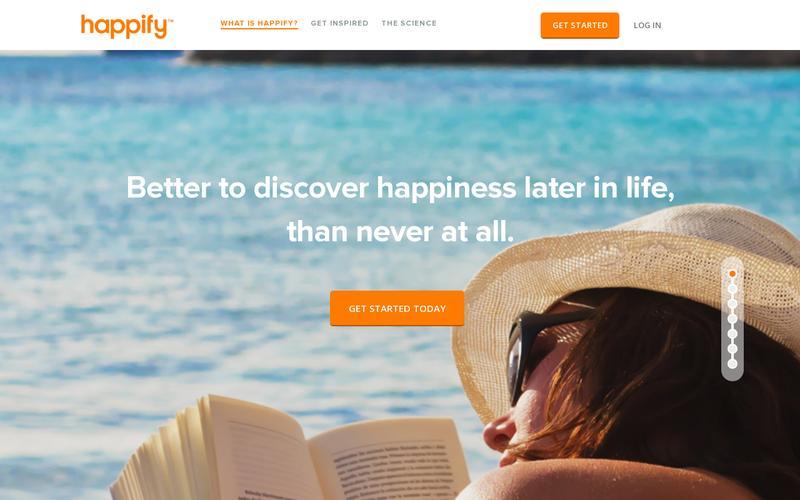 happify™
WHAT IS HAPPIFY?
GET INSPIRED
THE SCIENCE
GET STARTED
LOG IN
Better to discover happiness later in life,
than never at all.
GET STARTED TODAY